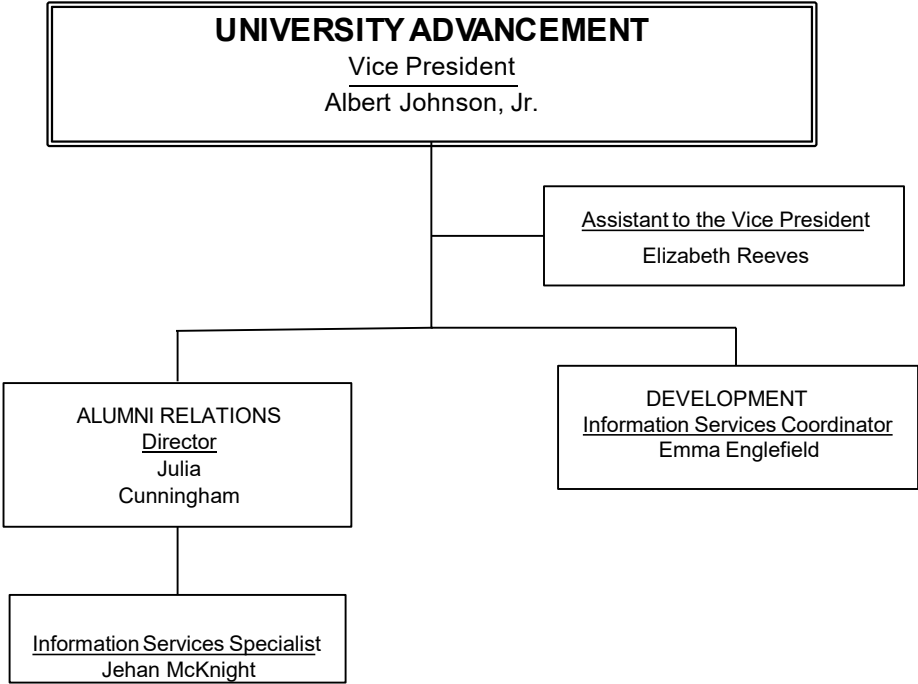 UNIVERSITY ADVANCEMENT
Vice President
Albert Johnson, Jr.
Assistant to the Vice President
Elizabeth Reeves
ALUMNI RELATIONS
Director
Julia
Cunningham
DEVELOPMENT
Information Services Coordinator
Emma Englefield
Information Services Specialist
Jehan McKnight